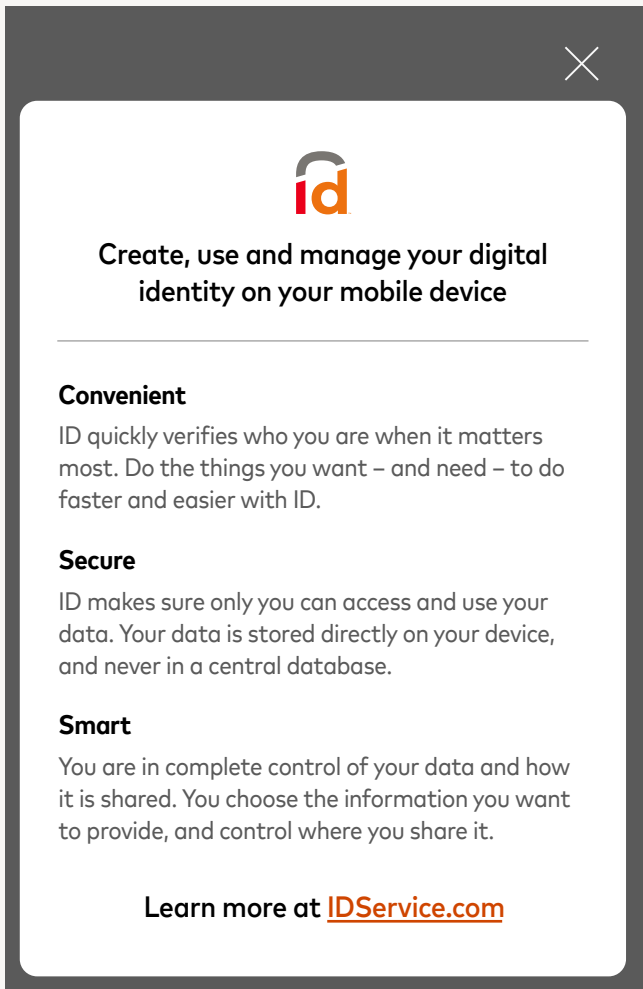 id
Create, use and manage your digital
identity on your mobile device
Convenient
ID quickly verifies who you are when it matters
most. Do the things you want – and need – to do
faster and easier with ID.
Secure
ID makes sure only you can access and use your
data. Your data is stored directly on your device,
and never in a central database.
Smart
You are in complete control of your data and how
it is shared. You choose the information you want
to provide, and control where you share it.
Learn more at IDService.com